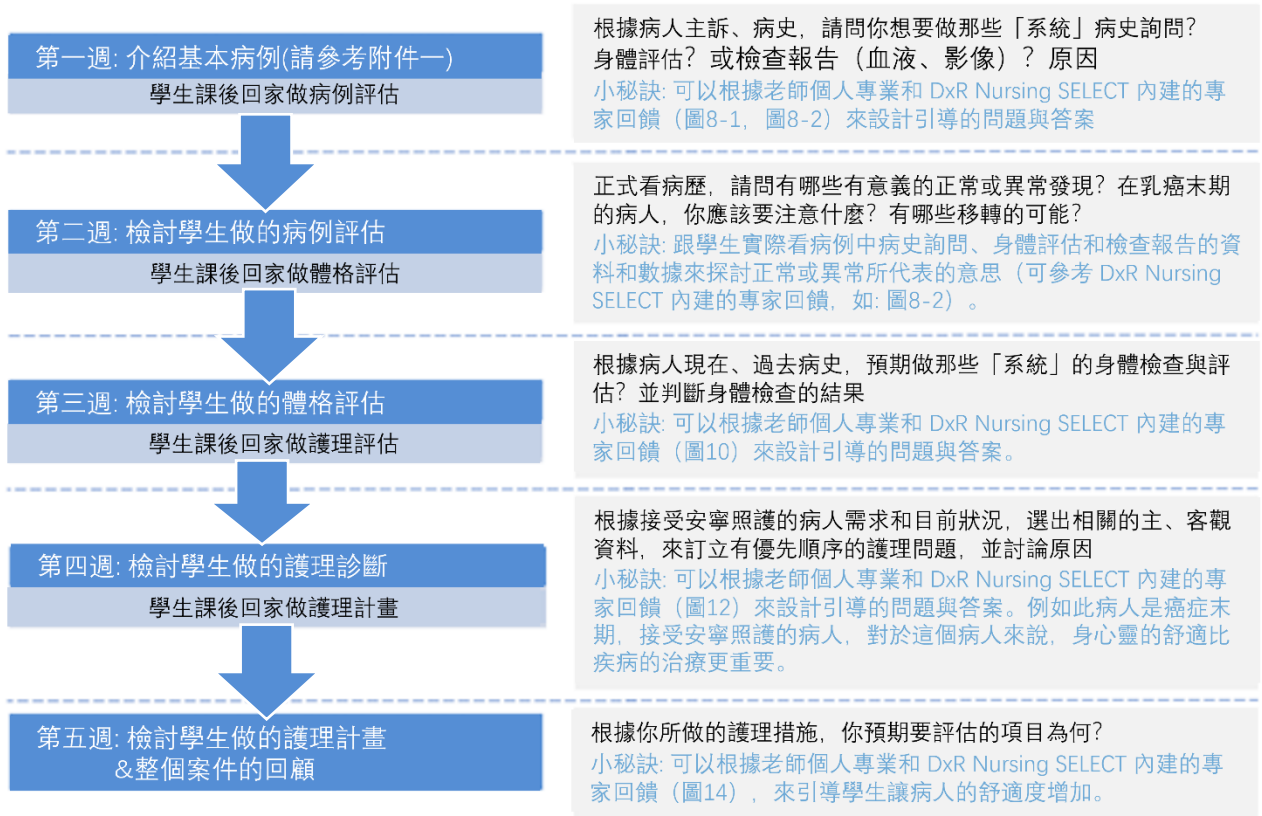 第一週: 介紹基本病例(請參考附件一)
學生課後回家做病例評估
根據病人主訴、病史，請問你想要做那些「系統」病史詢問？
身體評估？或檢查報告（血液、影像）？原因
小秘訣: 可以根據老師個人專業和 DxR Nursing SELECT 內建的專
家回饋（圖8-1，圖8-2）來設計引導的問題與答案
第二週: 檢討學生做的病例評估
學生課後回家做體格評估
正式看病歷，請問有哪些有意義的正常或異常發現？在乳癌末期
的病人，你應該要注意什麼？有哪些移轉的可能？
小秘訣: 跟學生實際看病例中病史詢問、身體評估和檢查報告的資
料和數據來探討正常或異常所代表的意思（可參考 DxR Nursing
SELECT 內建的專家回饋，如: 圖8-2）。
第三週: 檢討學生做的體格評估
學生課後回家做護理評估
根據病人現在、過去病史，預期做那些「系統」的身體檢查與評
估？並判斷身體檢查的結果
小秘訣: 可以根據老師個人專業和 DxR Nursing SELECT 內建的專
家回饋（圖10）來設計引導的問題與答案。
第四週: 檢討學生做的護理診斷
學生課後回家做護理計畫
根據接受安寧照護的病人需求和目前狀況，選出相關的主、客觀
資料，來訂立有優先順序的護理問題，並討論原因
小秘訣: 可以根據老師個人專業和 DxR Nursing SELECT 內建的專
家回饋（圖12）來設計引導的問題與答案。例如此病人是癌症末
期，接受安寧照護的病人，對於這個病人來說，身心靈的舒適比
疾病的治療更重要。
第五週: 檢討學生做的護理計畫
&整個案件的回顧
根據你所做的護理措施，你預期要評估的項目為何？
小秘訣: 可以根據老師個人專業和 DxR Nursing SELECT 內建的專
家回饋（圖14），來引導學生讓病人的舒適度增加。